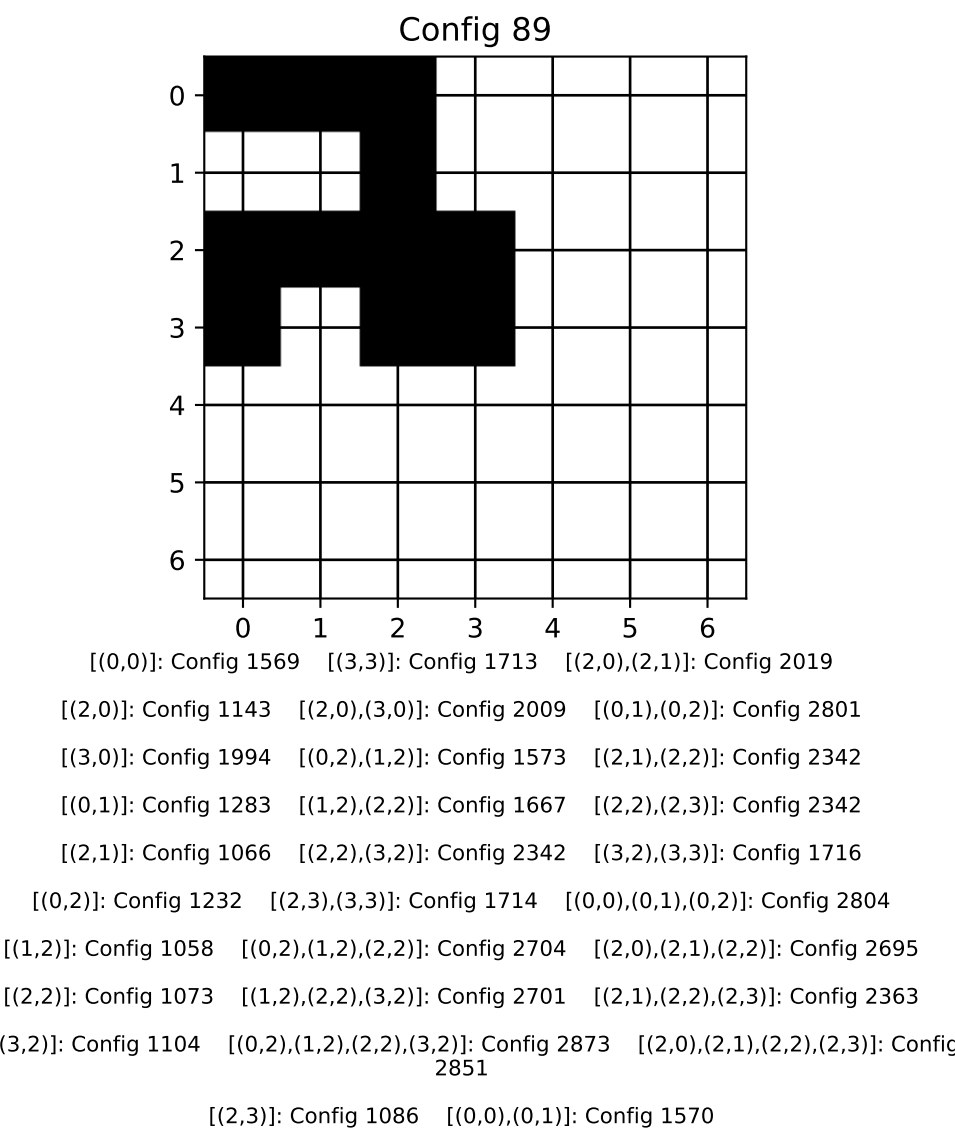 Config 89
0
1
2
3
4
5
6
0 1 2 3 4 5 6
[(0,0)]: Config 1569 [(3,3)]: Config 1713 [(2,0),(2,1)]: Config 2019
[(2,0)]: Config 1143 [(2,0),(3,0)]: Config 2009 [(0,1),(0,2)]: Config 2801
[(3,0)]: Config 1994 [(0,2),(1,2)]: Config 1573 [(2,1),(2,2)]: Config 2342
[(0,1)]: Config 1283 [(1,2),(2,2)]: Config 1667 [(2,2),(2,3)]: Config 2342
[(2,1)]: Config 1066 [(2,2),(3,2)]: Config 2342 [(3,2),(3,3)]: Config 1716
[(0,2)]: Config 1232 [(2,3),(3,3)]: Config 1714 [(0,0),(0,1),(0,2)]: Config 2804
[(1,2)]: Config 1058 [(0,2),(1,2),(2,2)]: Config 2704 [(2,0),(2,1),(2,2)]: Config 2695
[(2,2)]: Config 1073 [(1,2),(2,2),(3,2)]: Config 2701 [(2,1),(2,2),(2,3)]: Config 2363
(3,2)]: Config 1104 [(0,2),(1,2),(2,2),(3,2)]: Config 2873 [(2,0),(2,1),(2,2),(2,3)]: Config
2851
[(2,3)]: Config 1086 [(0,0),(0,1)]: Config 1570